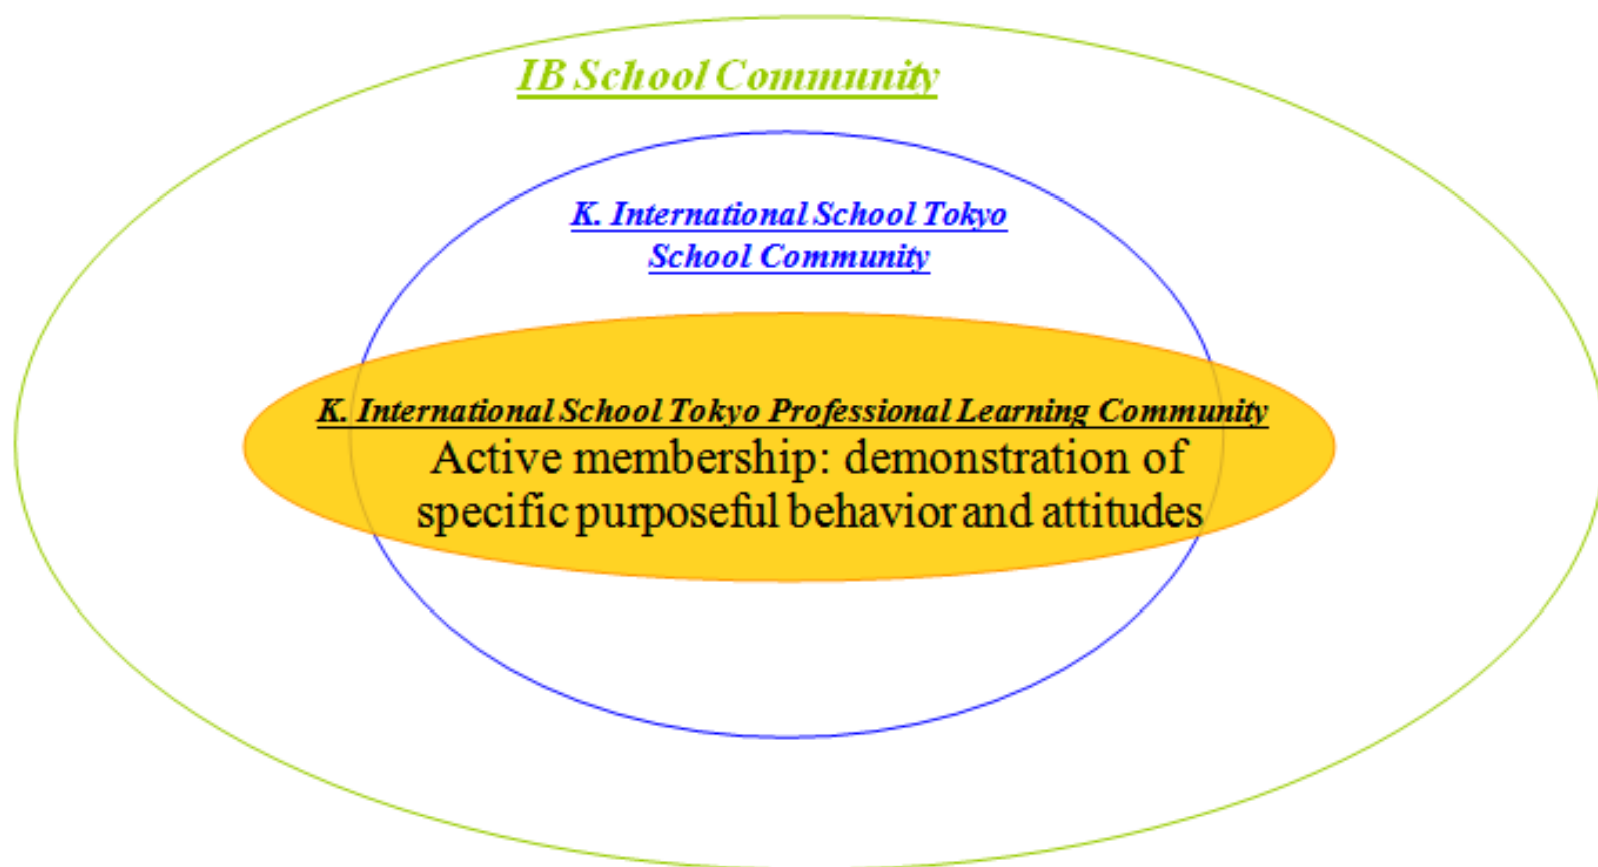 IB School Community
K. International School Tokyo
School Community
K. International School Tokyo Professional Learning Community
Active membership: demonstration of
specific purposeful behavior and attitudes